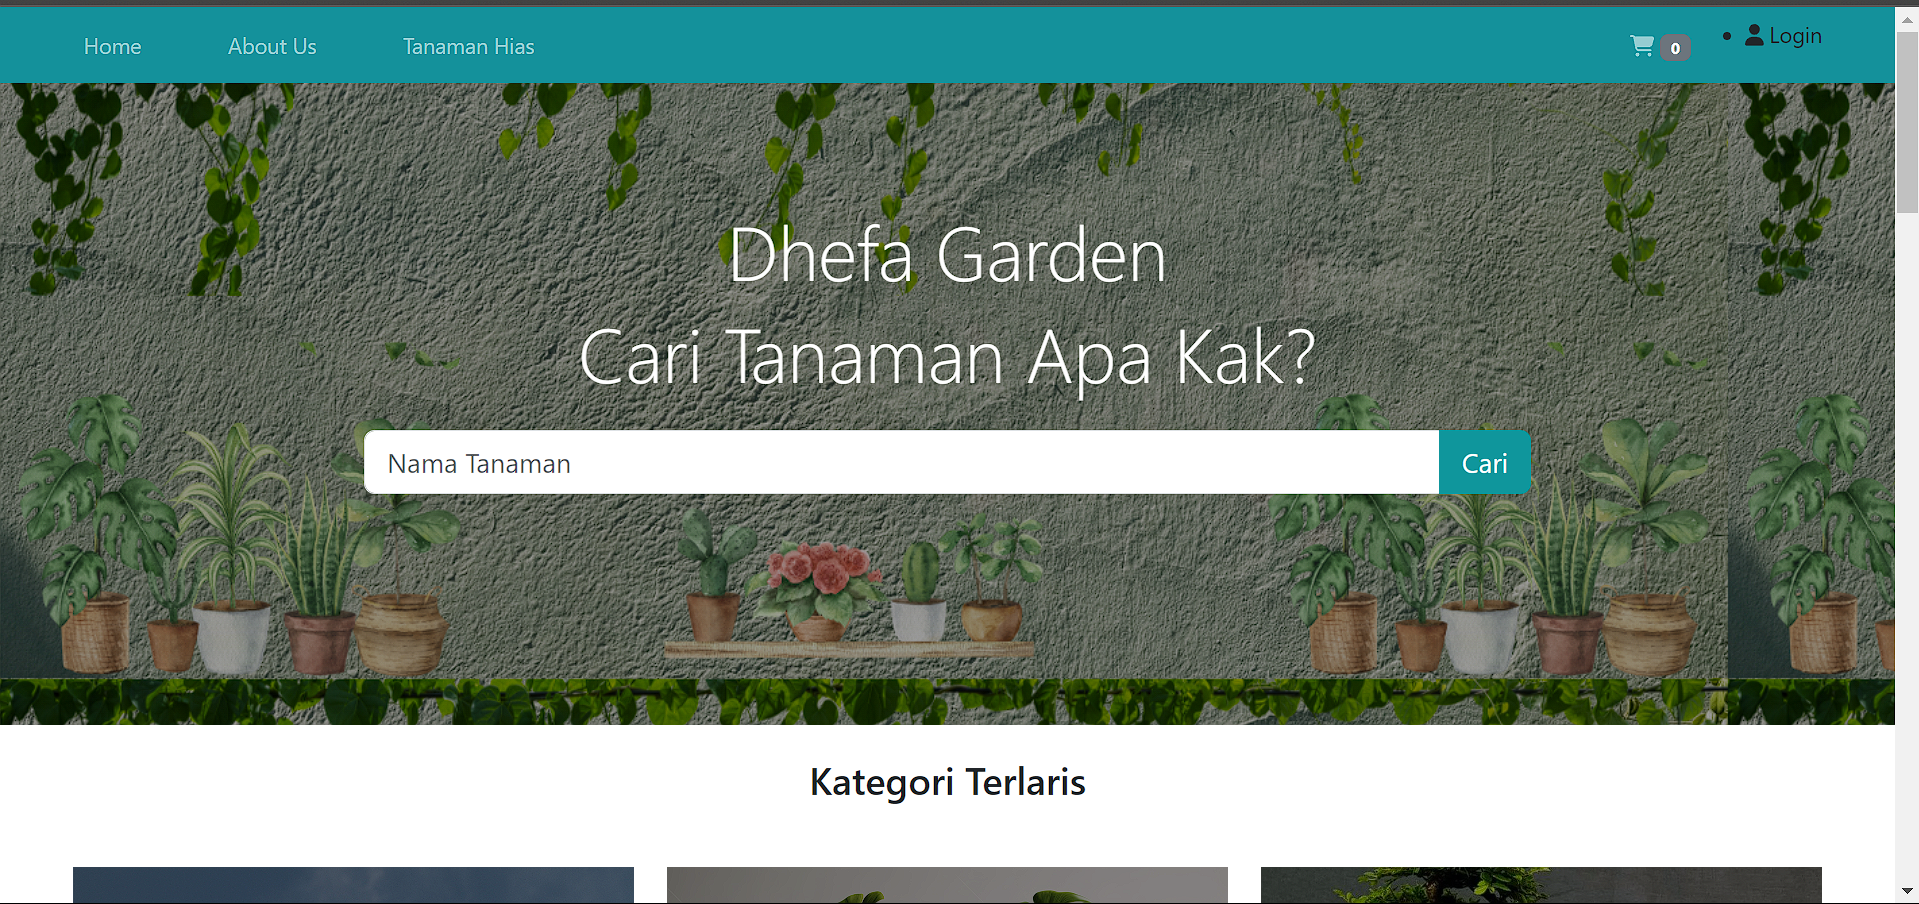 Home About Us Tanaman Hias 0 • Login
Dhefa Garden
Cari Tanaman Apa Kak?
Nama Tanaman Cari
Kategori Terlaris